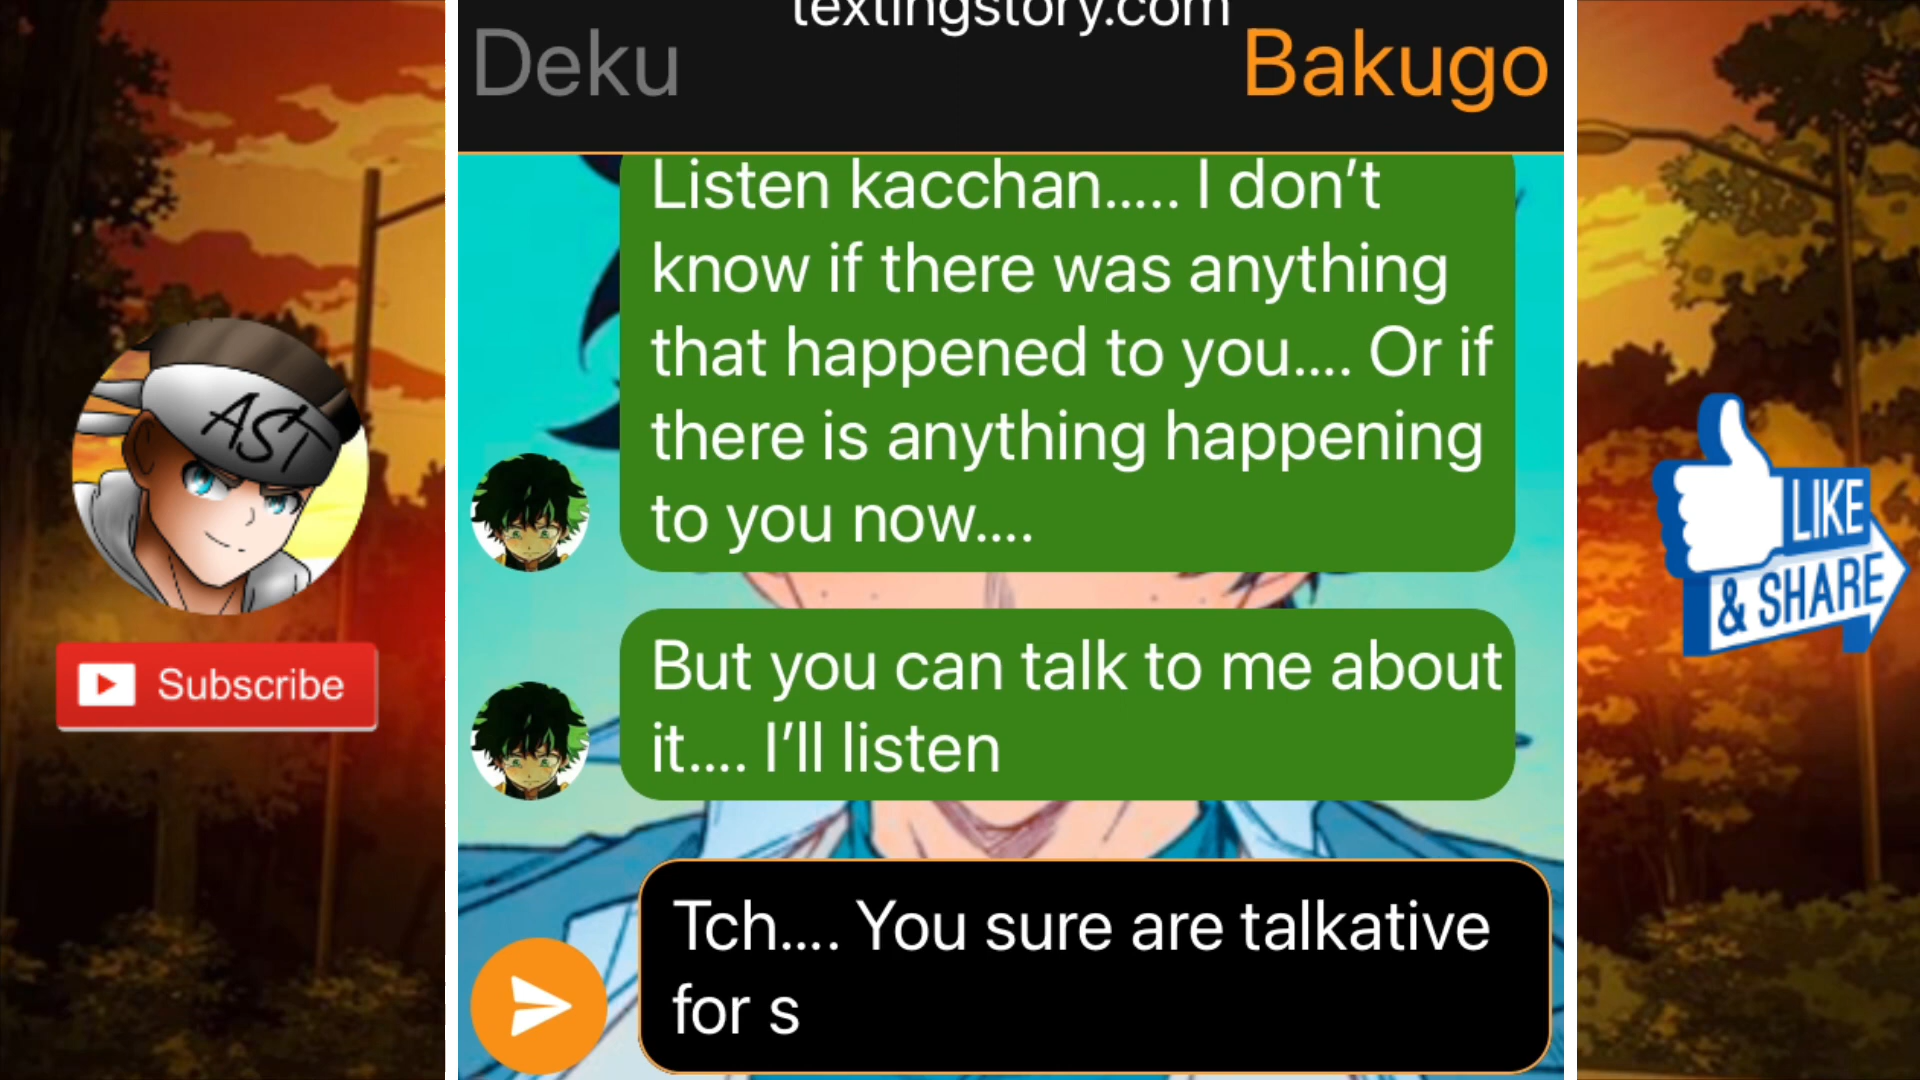 textingstory.com
Deku
Bakugo
Listen kacchan..... I don’t
know if there was anything
that happened to you.... Or if
there is anything happening
to you now....
But you can talk to me about
it.... I’ll listen
Tch.... You sure are talkative
for s
AST
Subscribe
LIKE
& SHARE